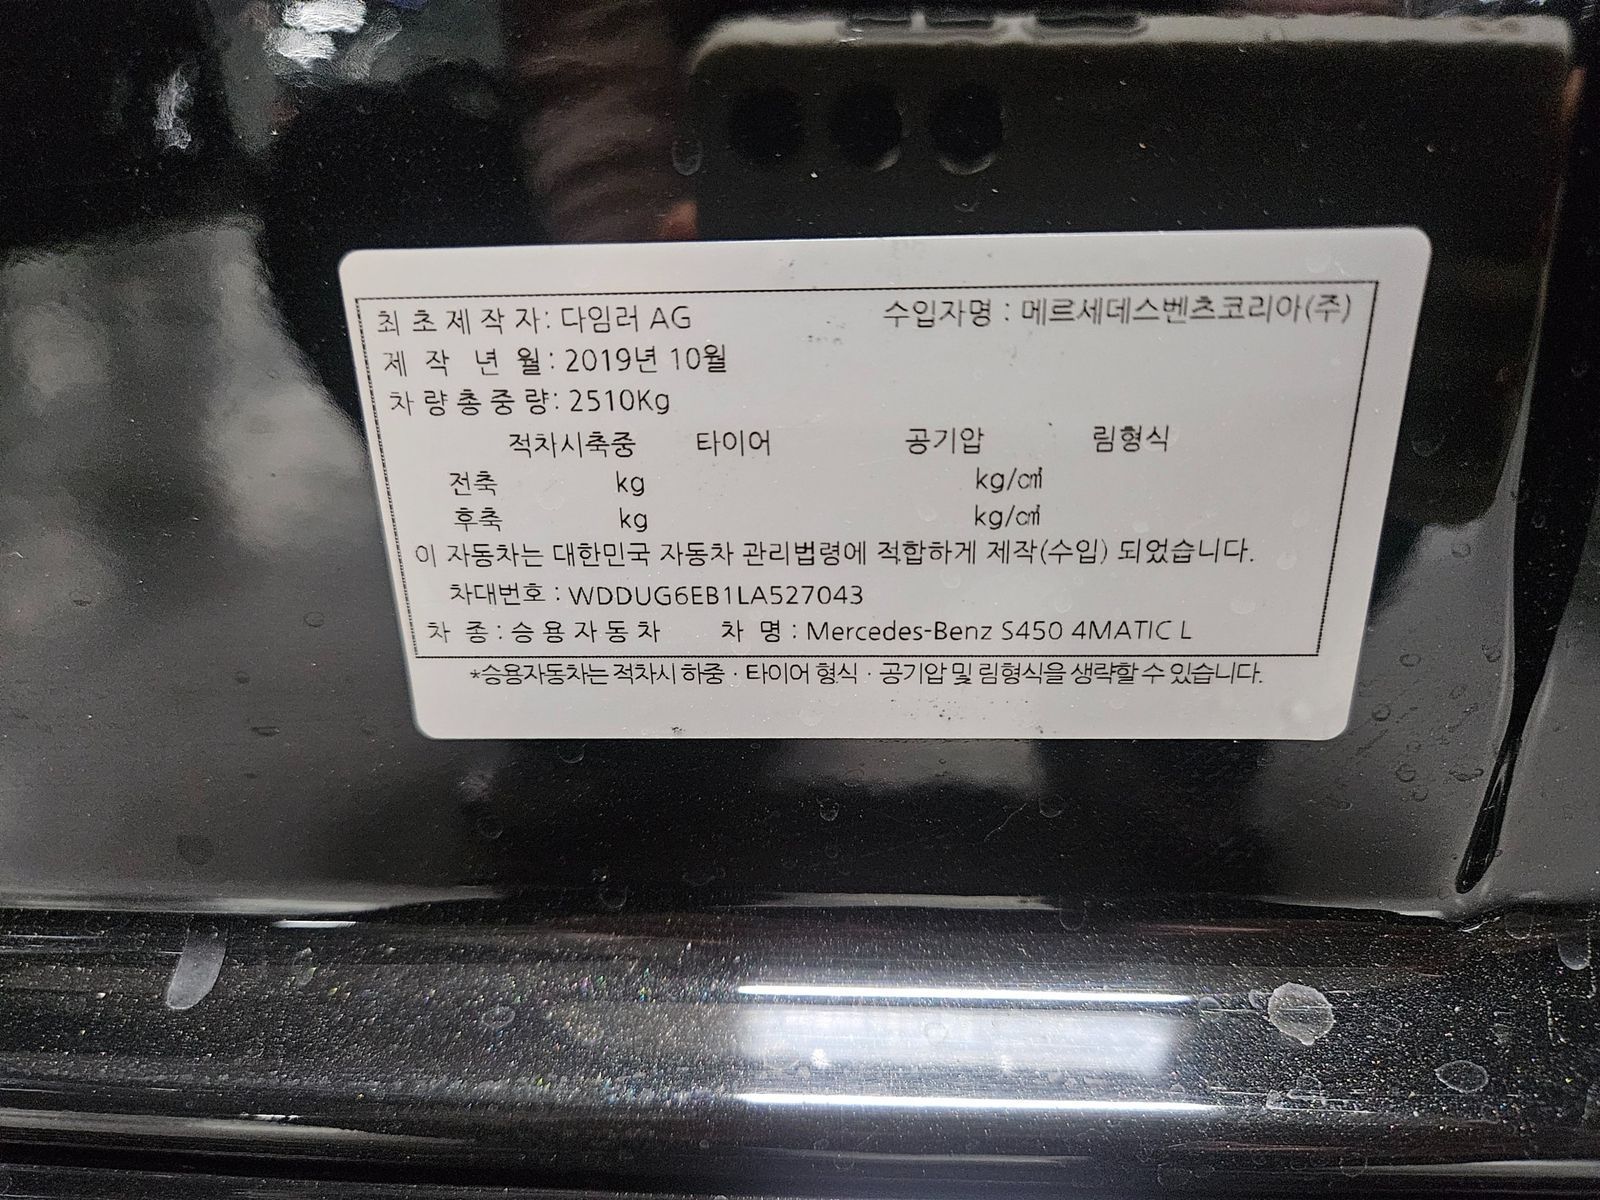 최초제작자: 다임러 AG 수입자명 : 메르세데스벤츠코리아(주)
제 작 년 월: 2019년 10월
차량총중량: 2510Kg
적차시축중 타이어 공기압 림형식
전축 kg kg/㎠
후축 kg kg/㎠
이 자동차는 대한민국 자동차 관리법령에 적합하게 제작(수입) 되었습니다.
차대번호 : WDDUG6EB1LA527043
차 종 : 승용자동차 차 명 : Mercedes-Benz S450 4MATIC L
*승용자동차는 적차시 하중 · 타이어 형식 · 공기압 및 림형식을 생략할 수 있습니다.